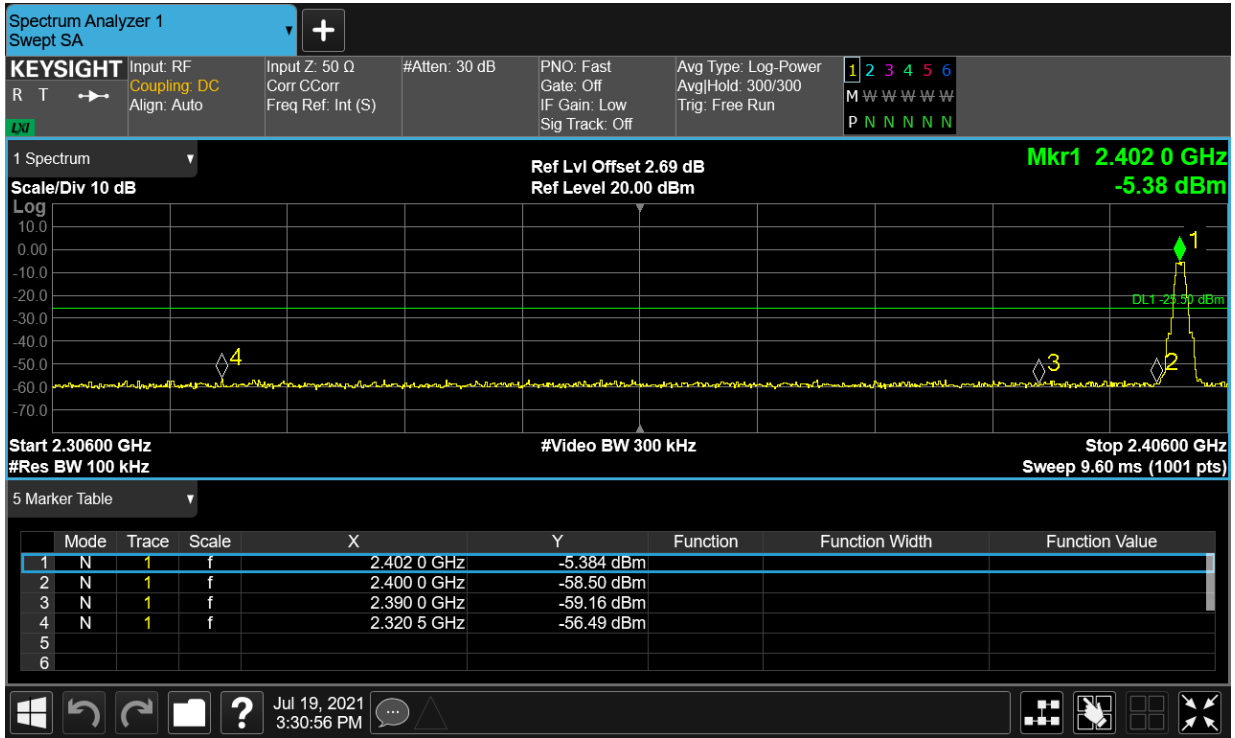 Spectrum Analyzer 1
Swept SA
KEYSIGHT Input: RF Input Z: 50 Ω #Atten: 30 dB PNO: Fast Avg Type: Log-Power 1 2 3 4 5 6
R T Coupling: DC Corr CCorr Gate: Off Avg|Hold: 300/300 M W W W W W
Align: Auto Freq Ref: Int (S) IF Gain: Low Trig: Free Run
LXI Sig Track: Off P N N N N N
1 Spectrum Ref Lvl Offset 2.69 dB Mkr1 2.402 0 GHz
Scale/Div 10 dB Ref Level 20.00 dBm -5.38 dBm
Log
10.0
1
0.00
-10.0
-20.0
DL1 -25.50 dBm
-30.0
-40.0
4 3 2
-50.0
-60.0
-70.0
Start 2.30600 GHz #Video BW 300 kHz Stop 2.40600 GHz
#Res BW 100 kHz Sweep 9.60 ms (1001 pts)
5 Marker Table
Mode Trace Scale X Y Function Function Width Function Value
1 N 1 f 2.402 0 GHz -5.384 dBm
2 N 1 f 2.400 0 GHz -58.50 dBm
3 N 1 f 2.390 0 GHz -59.16 dBm
4 N 1 f 2.320 5 GHz -56.49 dBm
5
6
? Jul 19, 2021
3:30:56 PM